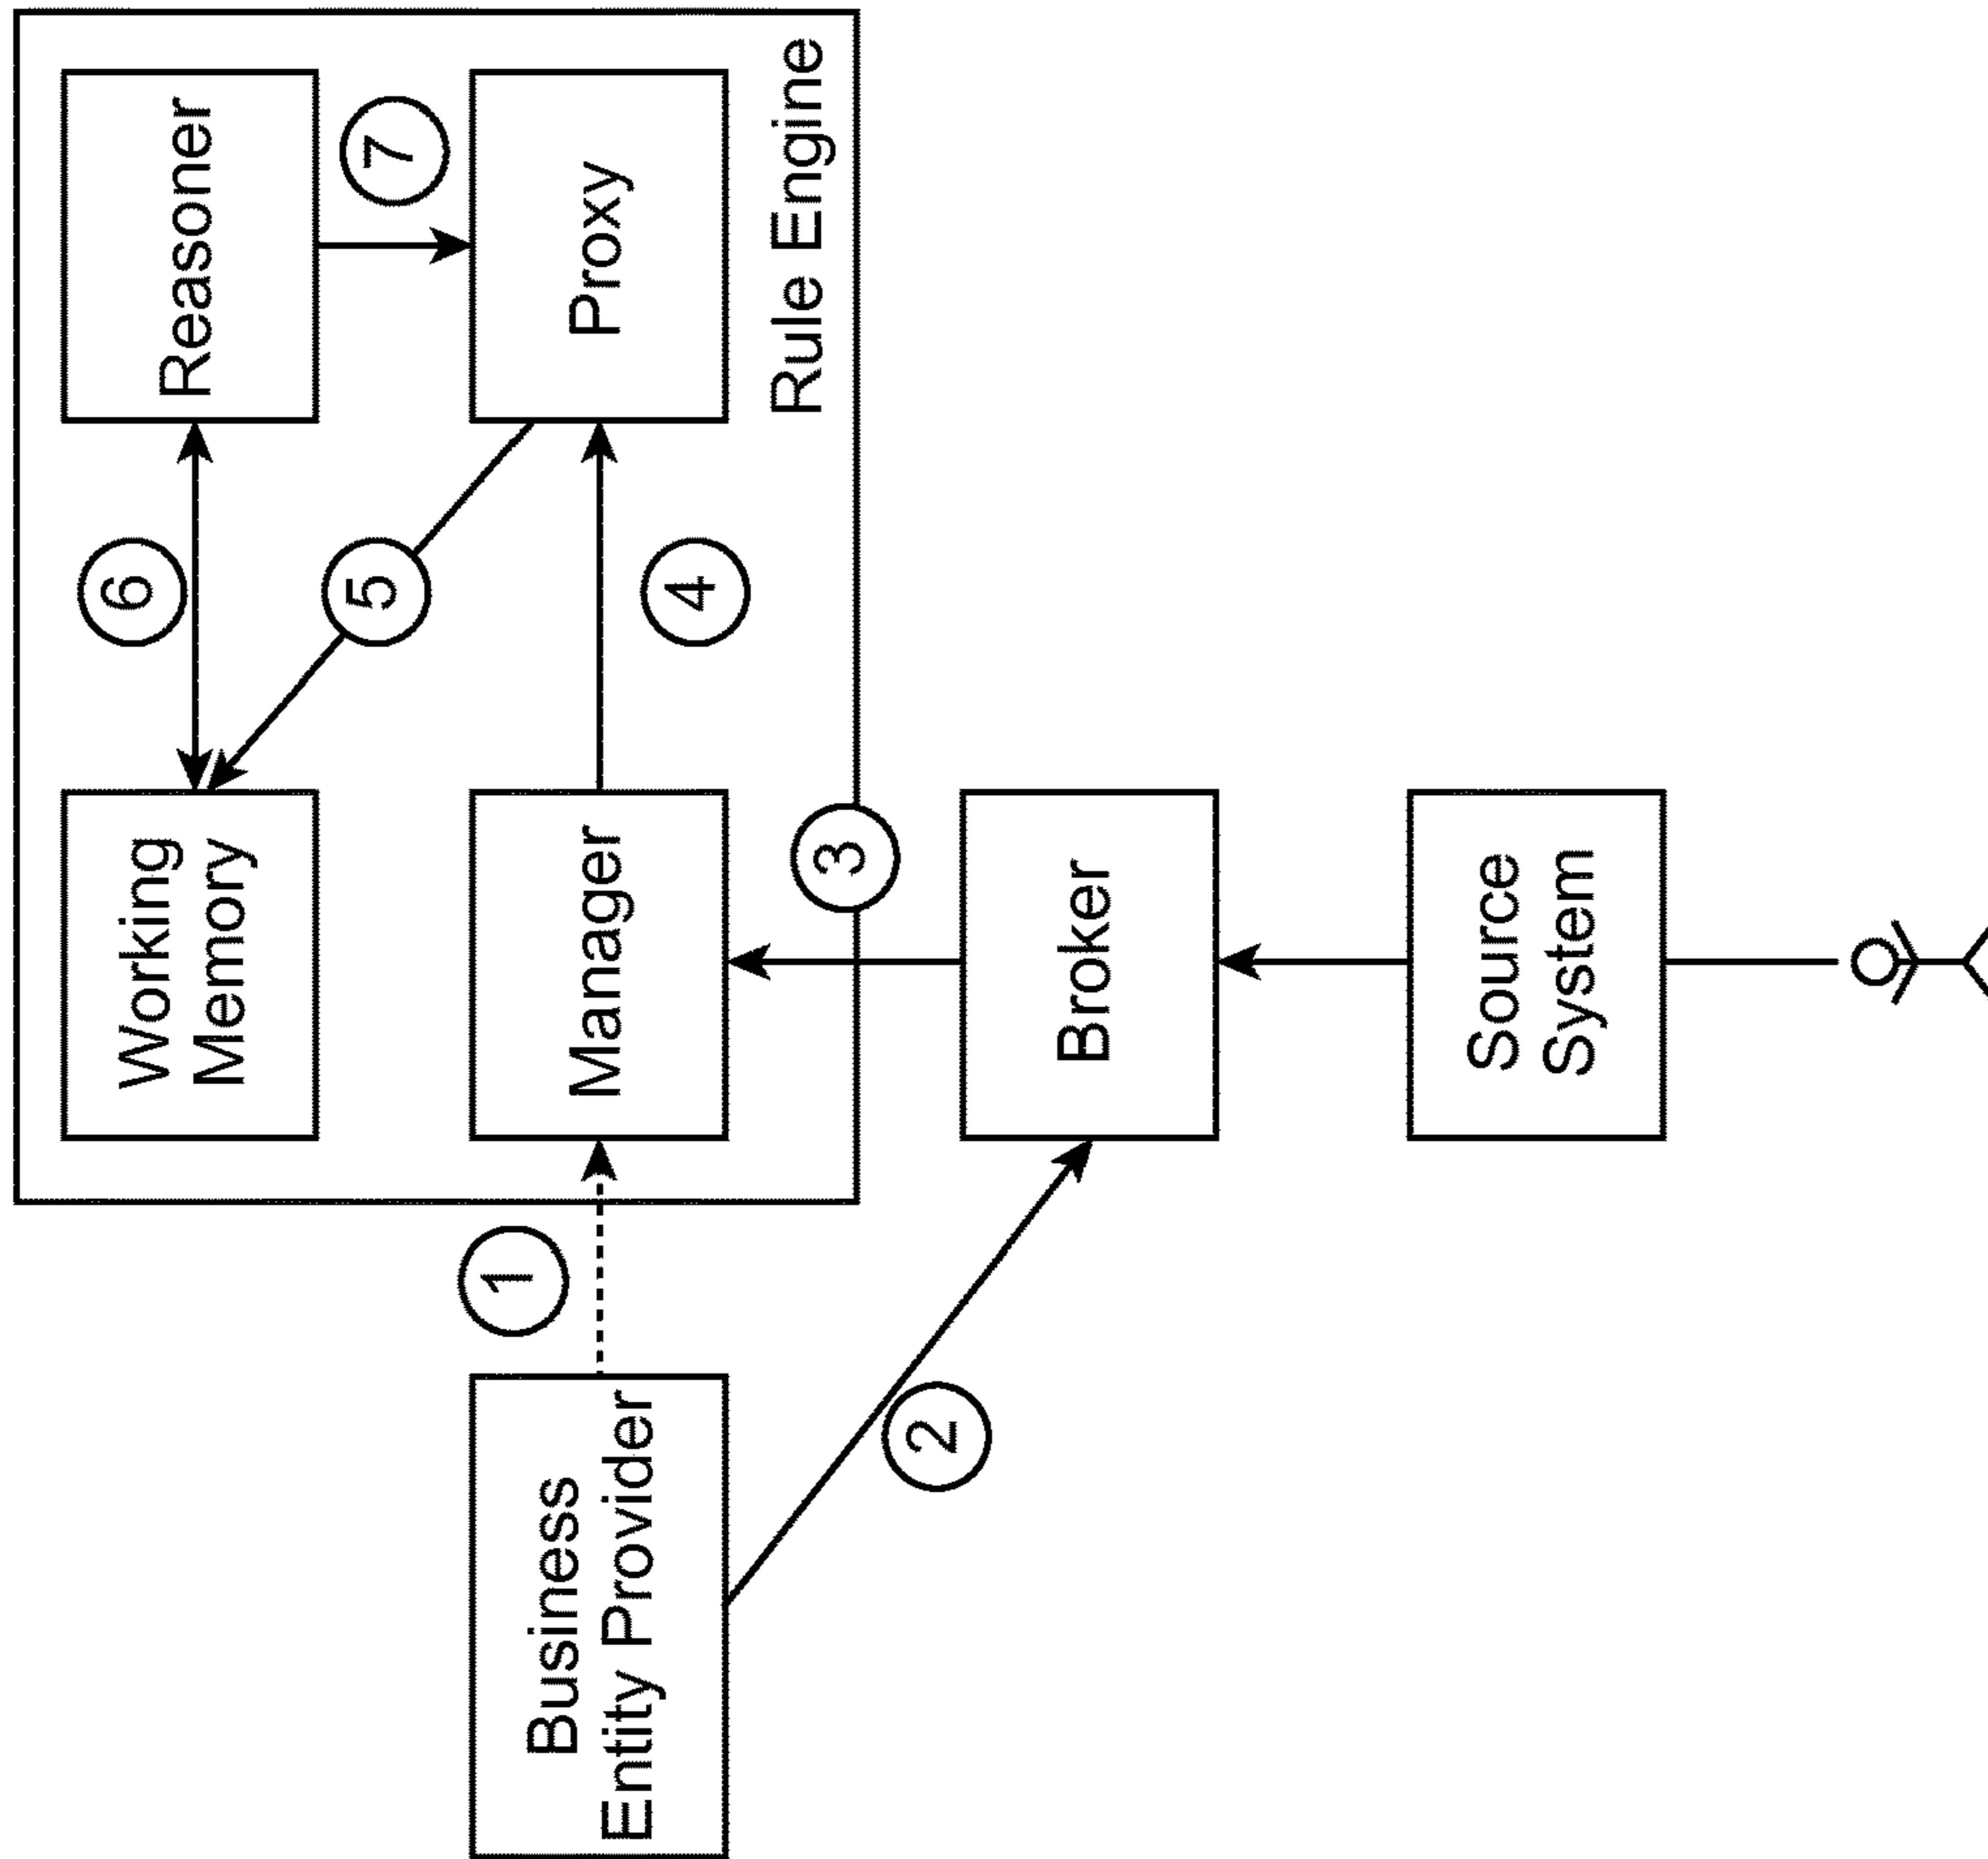 6
Working
Memory
Reasoner
5
7
1
Business
Entity Provider
Manager
Proxy
4
Rule Engine
3
2
Broker
Source
System